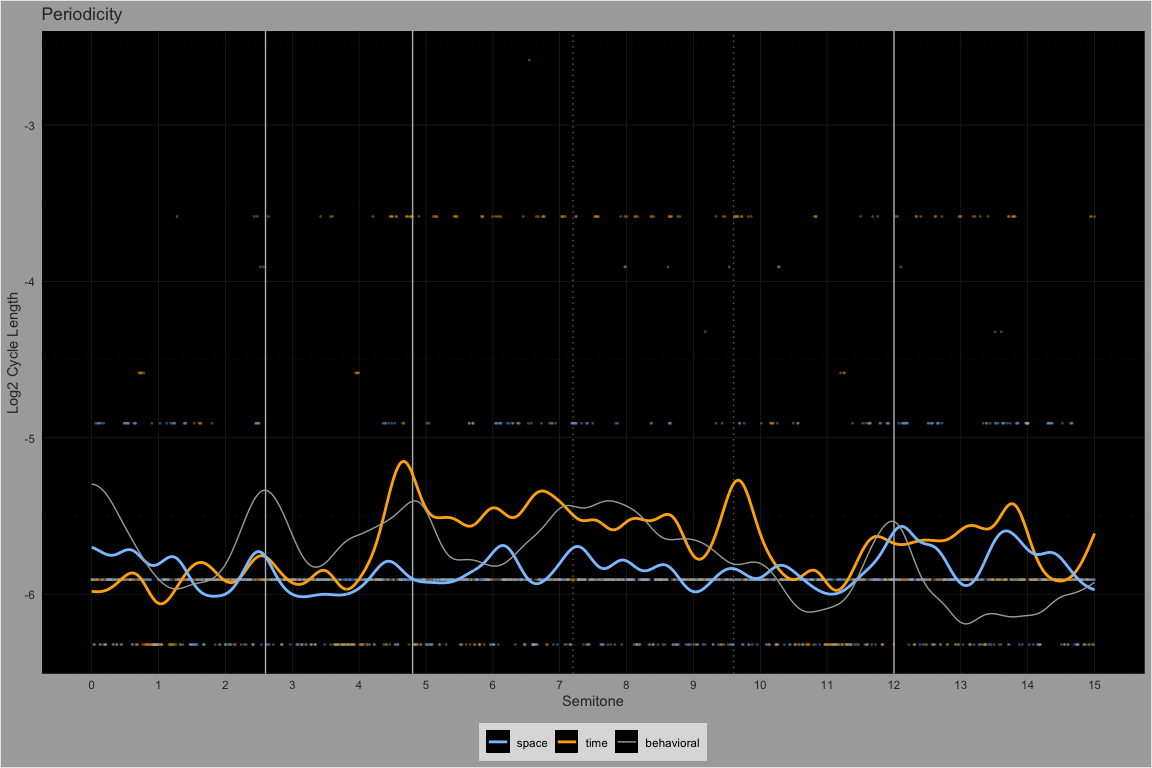 Periodicity
Log2 Cycle Length
-3
-4
-5
-6
0 1 2 3 4 5 6 7 8 9 10 11 12 13 14 15
Semitone
space time behavioral